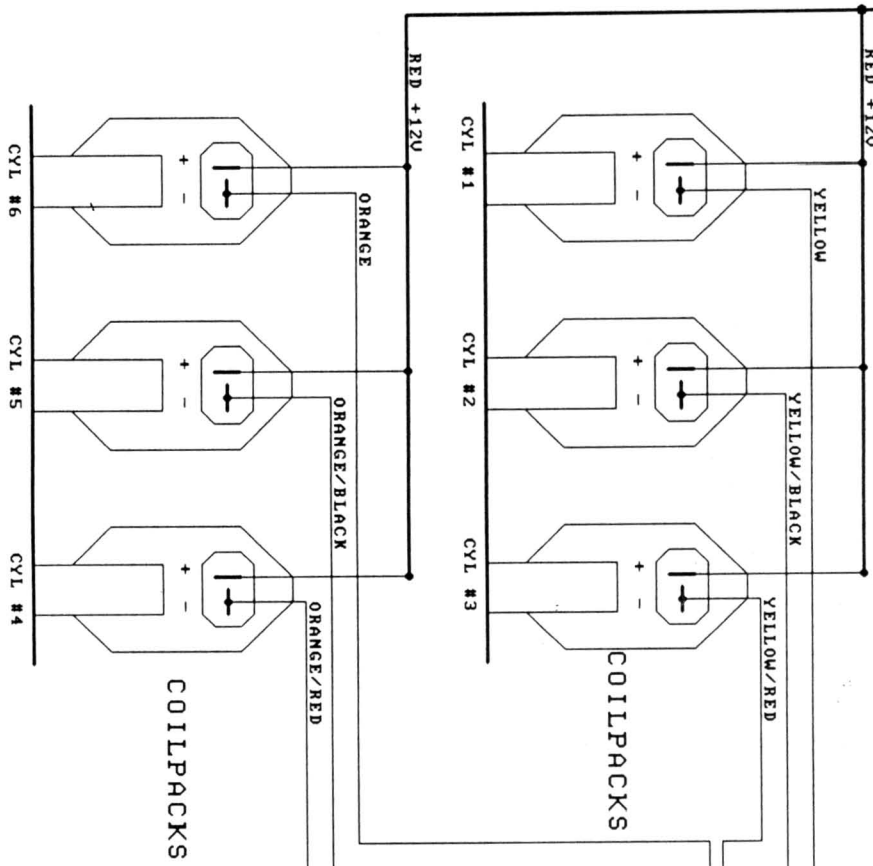 RED +12V
RED +12V
CYL #6
+ -
ORANGE
CYL #1
+ -
YELLOW
CYL #5
+ -
ORANGE/BLACK
CYL #2
+ -
YELLOW/BLACK
CYL #4
+ -
ORANGE/RED
CYL #3
+ -
YELLOW/RED
COILPACKS
COILPACKS